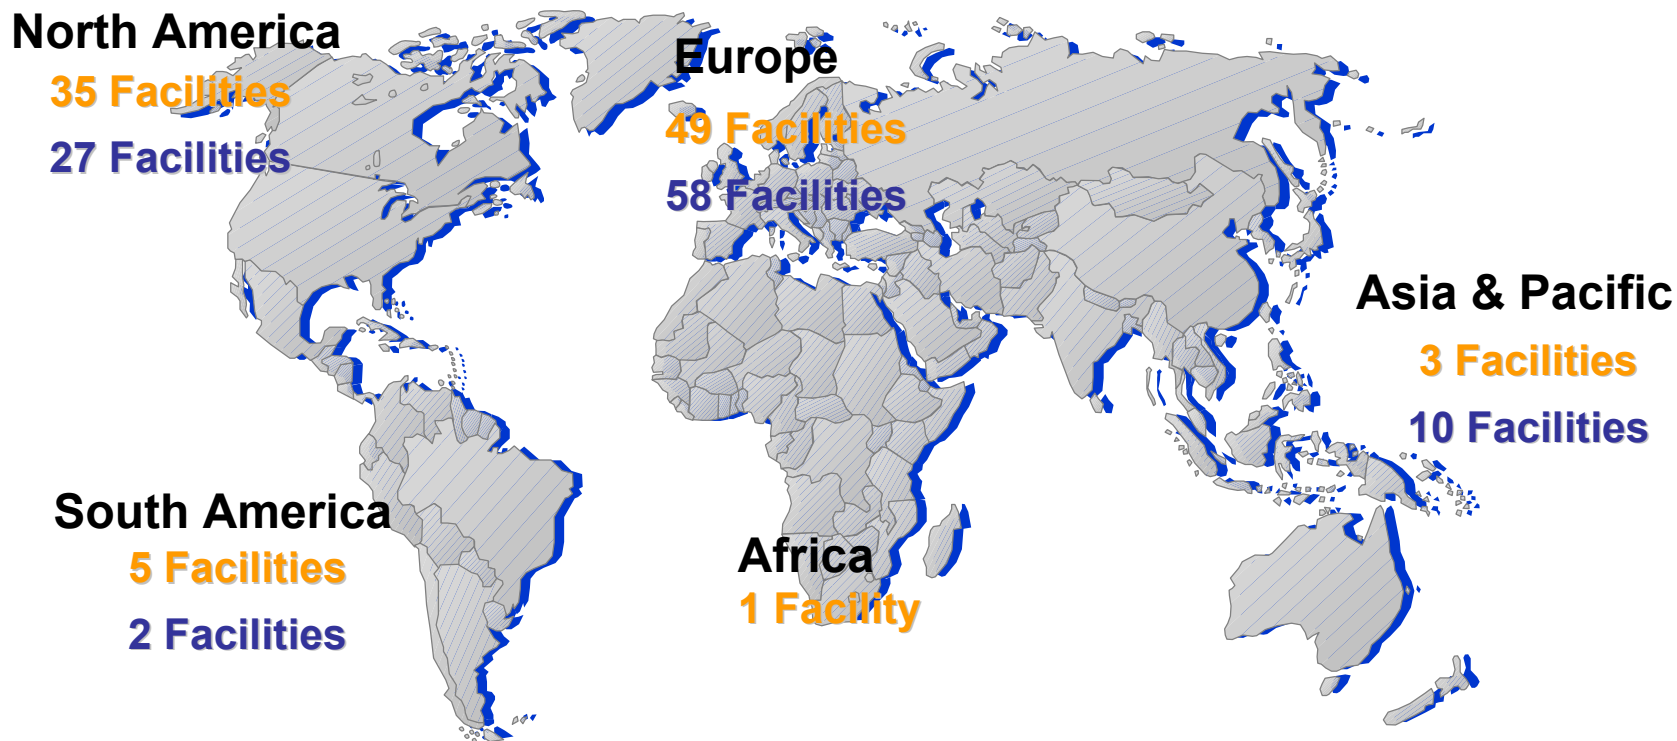 North America
35 Facilities
27 Facilities
Europe
49 Facilities
58 Facilities
Asia & Pacific
3 Facilities
10 Facilities
South America
5 Facilities
2 Facilities
Africa
1 Facility